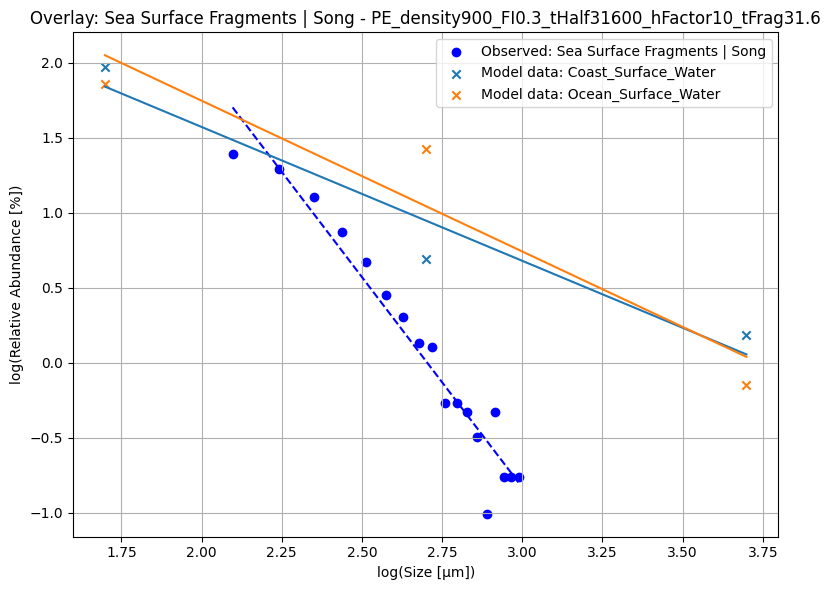 Overlay: Sea Surface Fragments | Song - PE_density900_FI0.3_tHalf31600_hFactor10_tFrag31.6
Observed: Sea Surface Fragments | Song
Model data: Coast_Surface_Water
Model data: Ocean_Surface_Water
log(Relative Abundance [%])
2.0
1.5
1.0
0.5
0.0
−0.5
−1.0
1.75 2.00 2.25 2.50 2.75 3.00 3.25 3.50 3.75
log(Size [μm])